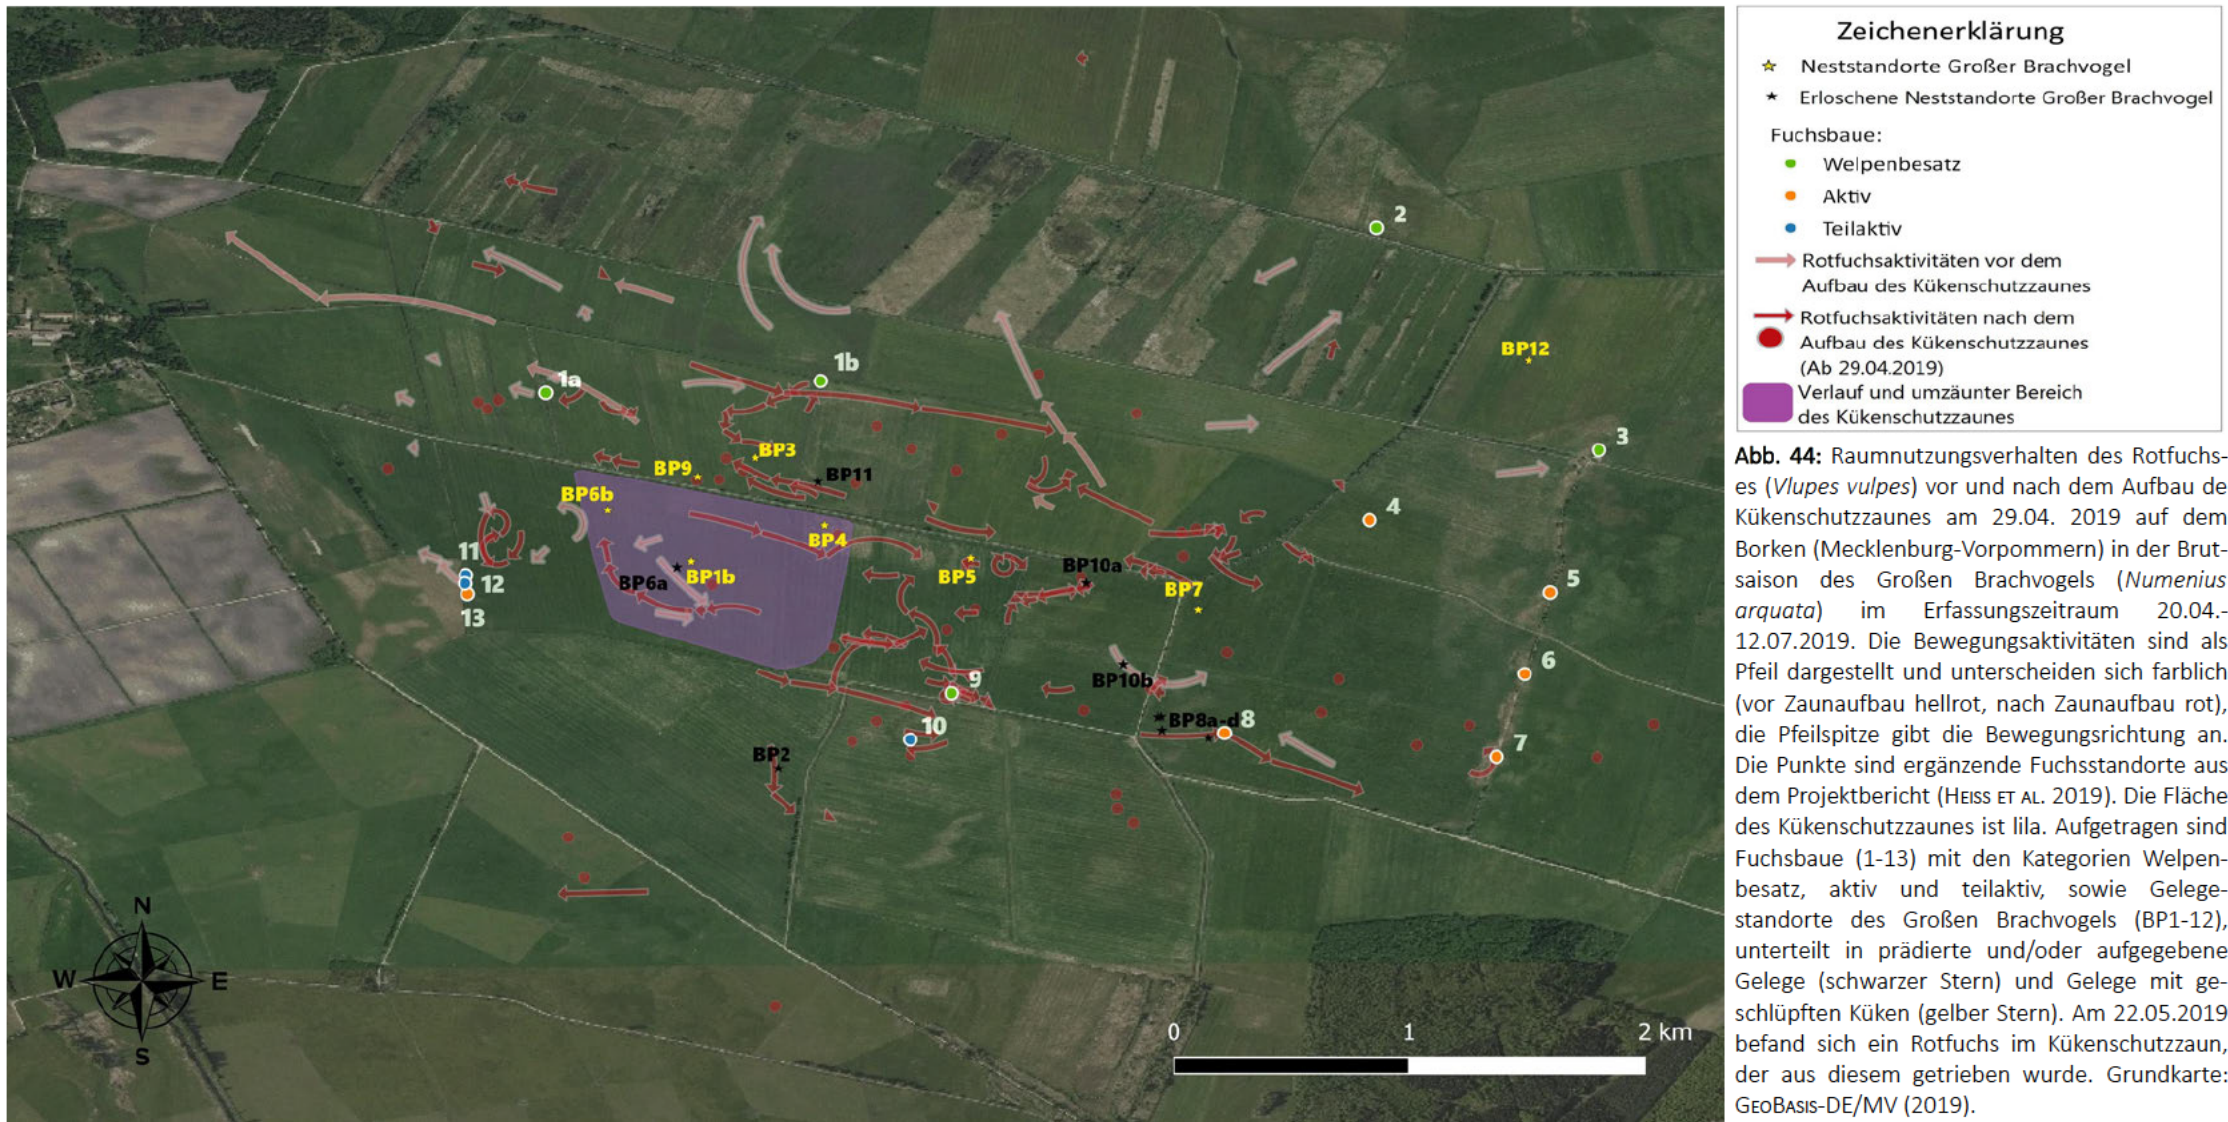 2
BP12
1b
1a
3
BP3
BP9
BP11
BP6b
4
BP4
11
12
13
BP6a
BP1b
BP5
BP10a
BP7
5
6
9
BP10b
10
BP8a-d
8
7
BP2
N
W
E
S
0 1 2 km
Zeichenerklärung
Neststandorte Großer Brachvogel
Erloschene Neststandorte Großer Brachvogel
Fuchsbaue:
Welpenbesatz
Aktiv
Teilaktiv
Rotfuchsaktivitäten vor dem
Aufbau des Kükenschutzzaunes
Rotfuchsaktivitäten nach dem
Aufbau des Kükenschutzzaunes
(Ab 29.04.2019)
Verlauf und umzäunter Bereich
des Kükenschutzzaunes
Abb. 44: Raumnutzungsverhalten des Rotfuchs-
es (Vlupes vulpes) vor und nach dem Aufbau de
Kükenschutzzaunes am 29.04. 2019 auf dem
Borken (Mecklenburg-Vorpommern) in der Brut-
saison des Großen Brachvogels (Numenius
arquata) im Erfassungszeitraum 20.04.-
12.07.2019. Die Bewegungsaktivitäten sind als
Pfeil dargestellt und unterscheiden sich farblich
(vor Zaunaufbau hellrot, nach Zaunaufbau rot),
die Pfeilspitze gibt die Bewegungsrichtung an.
Die Punkte sind ergänzende Fuchsstandorte aus
dem Projektbericht (HEISS ET AL. 2019). Die Fläche
des Kükenschutzzaunes ist lila. Aufgetragen sind
Fuchsbaue (1-13) mit den Kategorien Welpen-
besatz, aktiv und teilaktiv, sowie Gelege-
standorte des Großen Brachvogels (BP1-12),
unterteilt in prädierte und/oder aufgegebene
Gelege (schwarzer Stern) und Gelege mit ge-
schlüpften Küken (gelber Stern). Am 22.05.2019
befand sich ein Rotfuchs im Kükenschutzzaun,
der aus diesem getrieben wurde. Grundkarte:
GEOBASIS-DE/MV (2019).